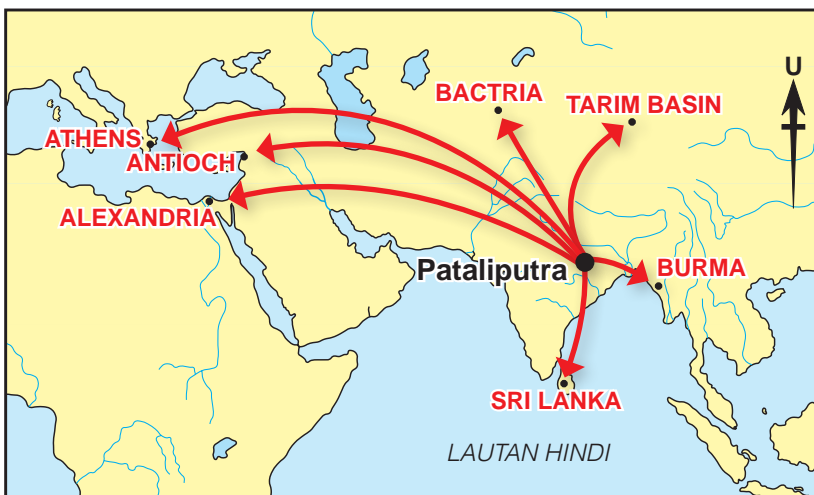 U
BACTRIA
TARIM BASIN
ATHENS
ANTIOCH
ALEXANDRIA
Pataliputra
BURMA
SRI LANKA
LAUTAN HINDI